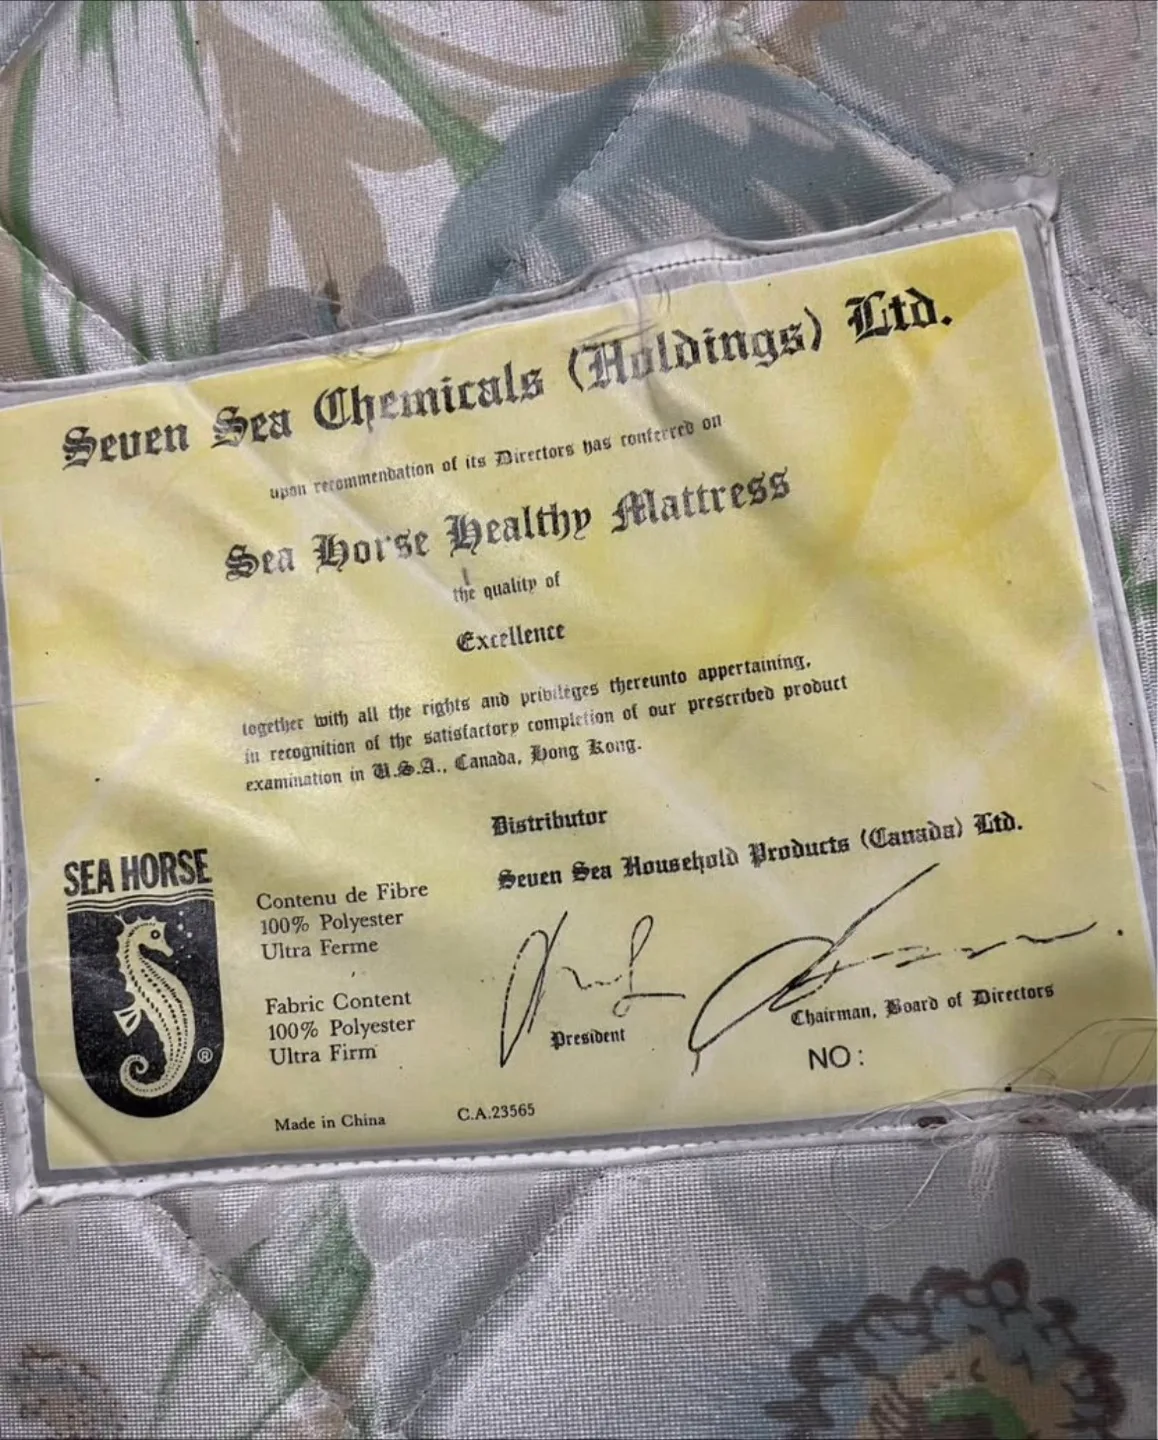 Seven Sea Chemicals (Holdings) Ltd.
upon recommendation of its Directors has conferred on
Sea Horse Healthy Mattress
the quality of
Excellence
together with all the rights and privileges thereunto appertaining,
in recognition of the satisfactory completion of our prescribed product
examination in U.S.A., Canada, Hong Kong.
Distributor
Seven Sea Household Products (Canada) Ltd.
SEA HORSE
®
Contenu de Fibre
100% Polyester
Ultra Ferme
Fabric Content
100% Polyester
Ultra Firm
President
Chairman, Board of Directors
NO:
Made in China
C.A.23565